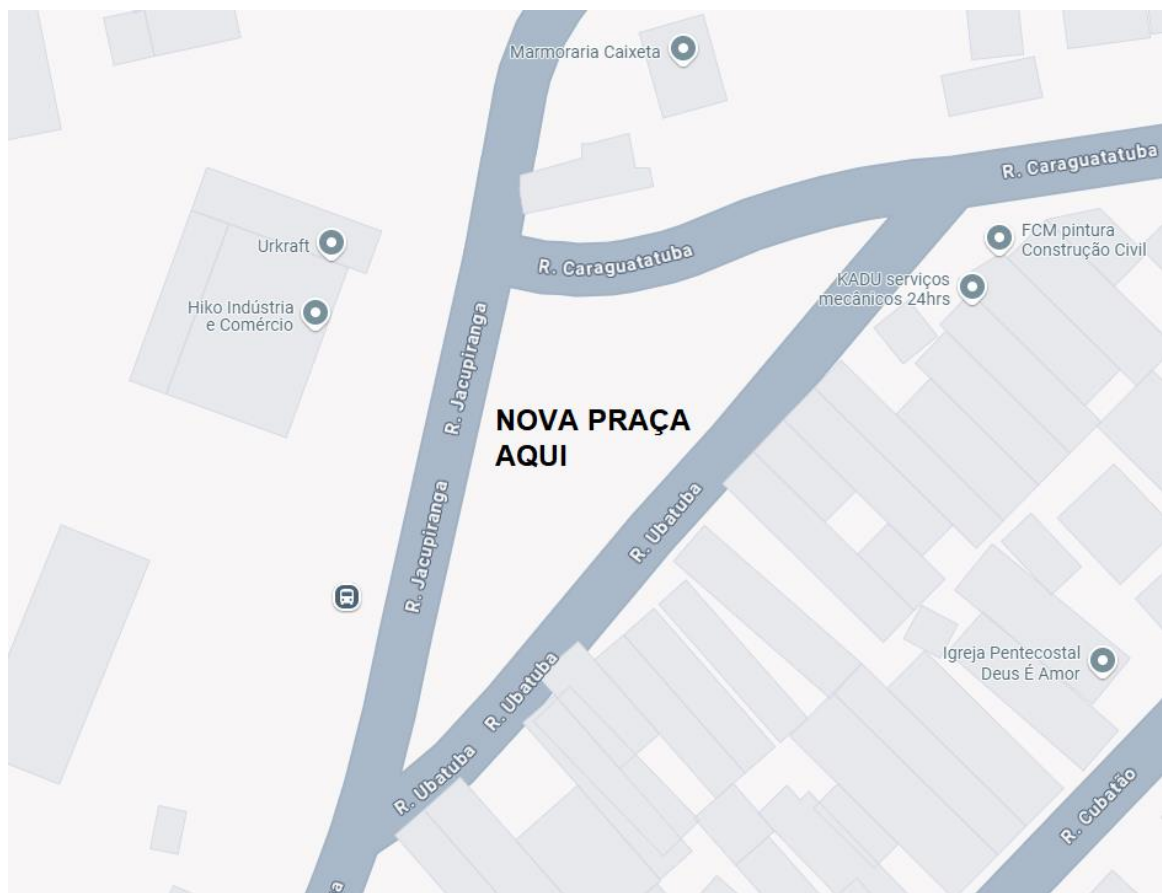 Marmoraria Caixeta
R. Caraguatatuba
FCM pintura
Construção Civil
Urkraft
R. Caraguatatuba
KADU serviços
mecânicos 24hrs
Hiko Indústria
e Comércio
R. Jacupiranga
NOVA PRAÇA
AQUI
R. Jacupiranga
R. Ubatuba
Igreja Pentecostal
Deus É Amor
R. Ubatuba
R. Ubatuba
R. Cubatão